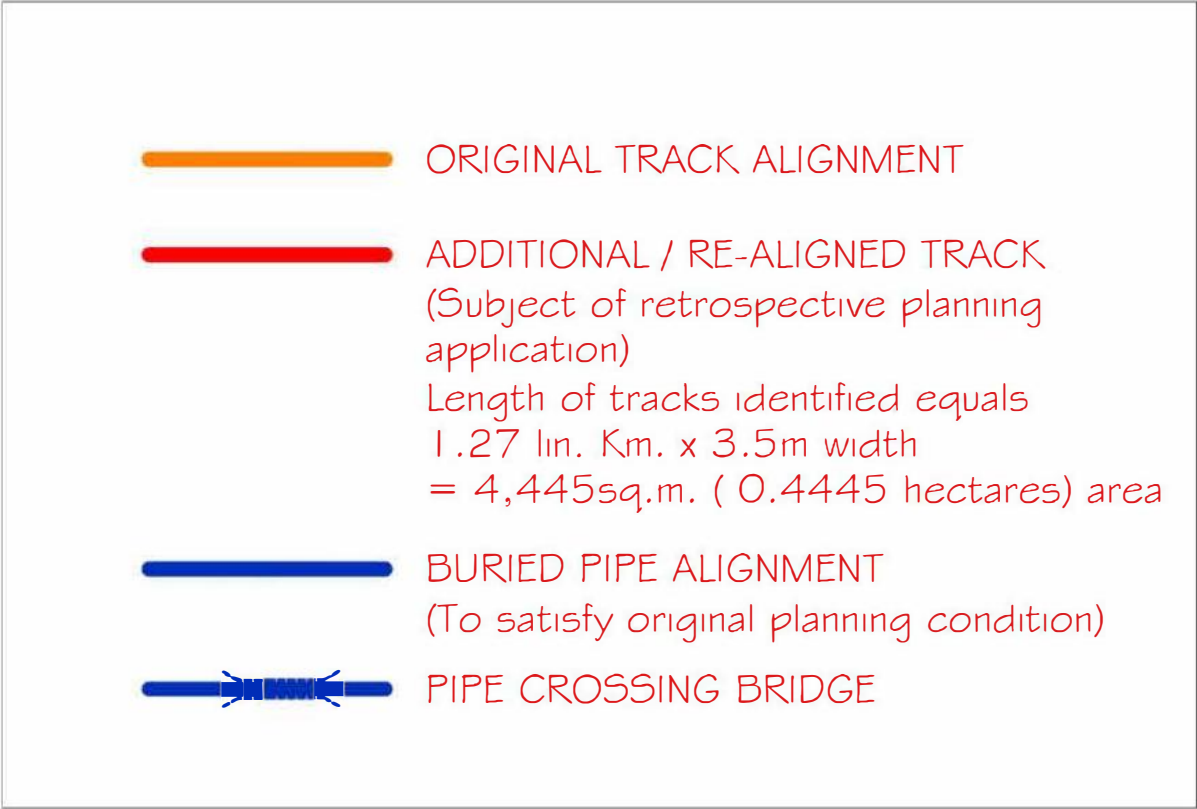 ORIGINAL TRACK ALIGNMENT
ADDITIONAL / RE-ALIGNED TRACK
(Subject of retrospective planning
application)
Length of tracks identified equals
1.27 lin. Km. x 3.5m width
= 4,445sq.m. ( 0.4445 hectares) area
BURIED PIPE ALIGNMENT
(To satisfy original planning condition)
PIPE CROSSING BRIDGE